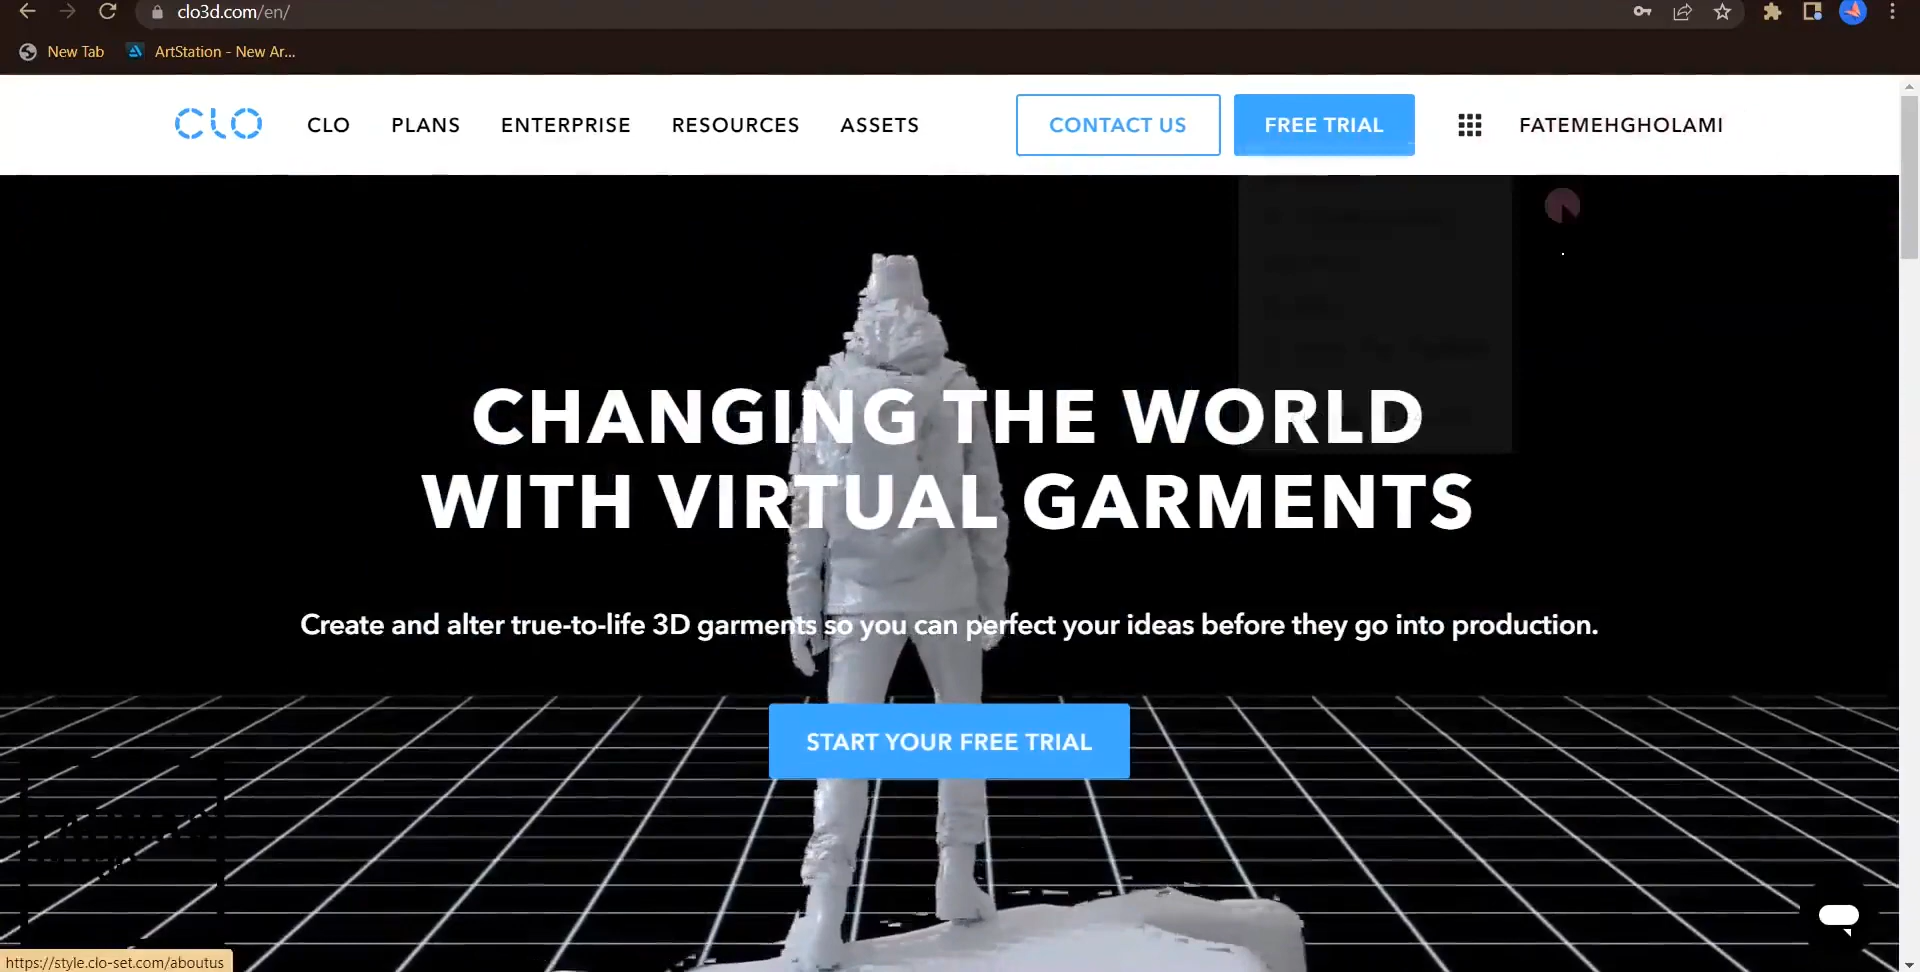 clo3d.com/en/
New Tab
ArtStation - New Ar...
CLO
CLO
PLANS
ENTERPRISE
RESOURCES
ASSETS
CONTACT US
FREE TRIAL
FATEMEHGHOLAMI
CHANGING THE WORLD
WITH VIRTUAL GARMENTS
Create and alter true-to-life 3D garments so you can perfect your ideas before they go into production.
START YOUR FREE TRIAL
https://style.clo-set.com/aboutus